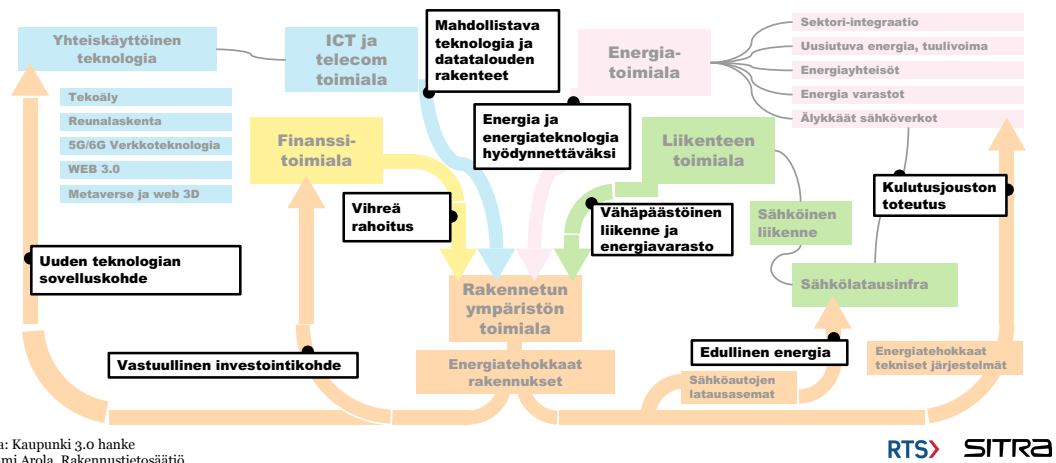 Yhteiskäyttöinen
teknologia
Tekoäly
Reunalaskenta
5G/6G Verkkoteknologia
WEB 3.0
Metaverse ja web 3D
ICT ja
telecom
toimiala
Mahdollistava
teknologia ja
datatalouden
rakenteet
Energia-
toimiala
Sektori-integraatio
Uusiutuva energia, tuulivoima
Energiayhteisöt
Energia varastot
Älykkäät sähköverkot
Finanssi-
toimiala
Energia ja
energiateknologia
hyödynnettäväksi
Liikenteen
toimiala
Kulutusjouston
toteutus
Vihreä
rahoitus
Vähäpäästöinen
liikenne ja
energiavarasto
Sähköinen
liikenne
Uuden teknologian
sovelluskohde
Rakennetun
ympäristön
toimiala
Sähkölatausinfra
Vastuullinen investointikohde
Energiatehokkaat
rakennukset
Edullinen energia
Energiatehokkaat
tekniset järjestelmät
Sähköautojen
latausasemat
Kaupunki 3.0 hanke
Arola, Rakennustietosäätiö
RTS
SITRA